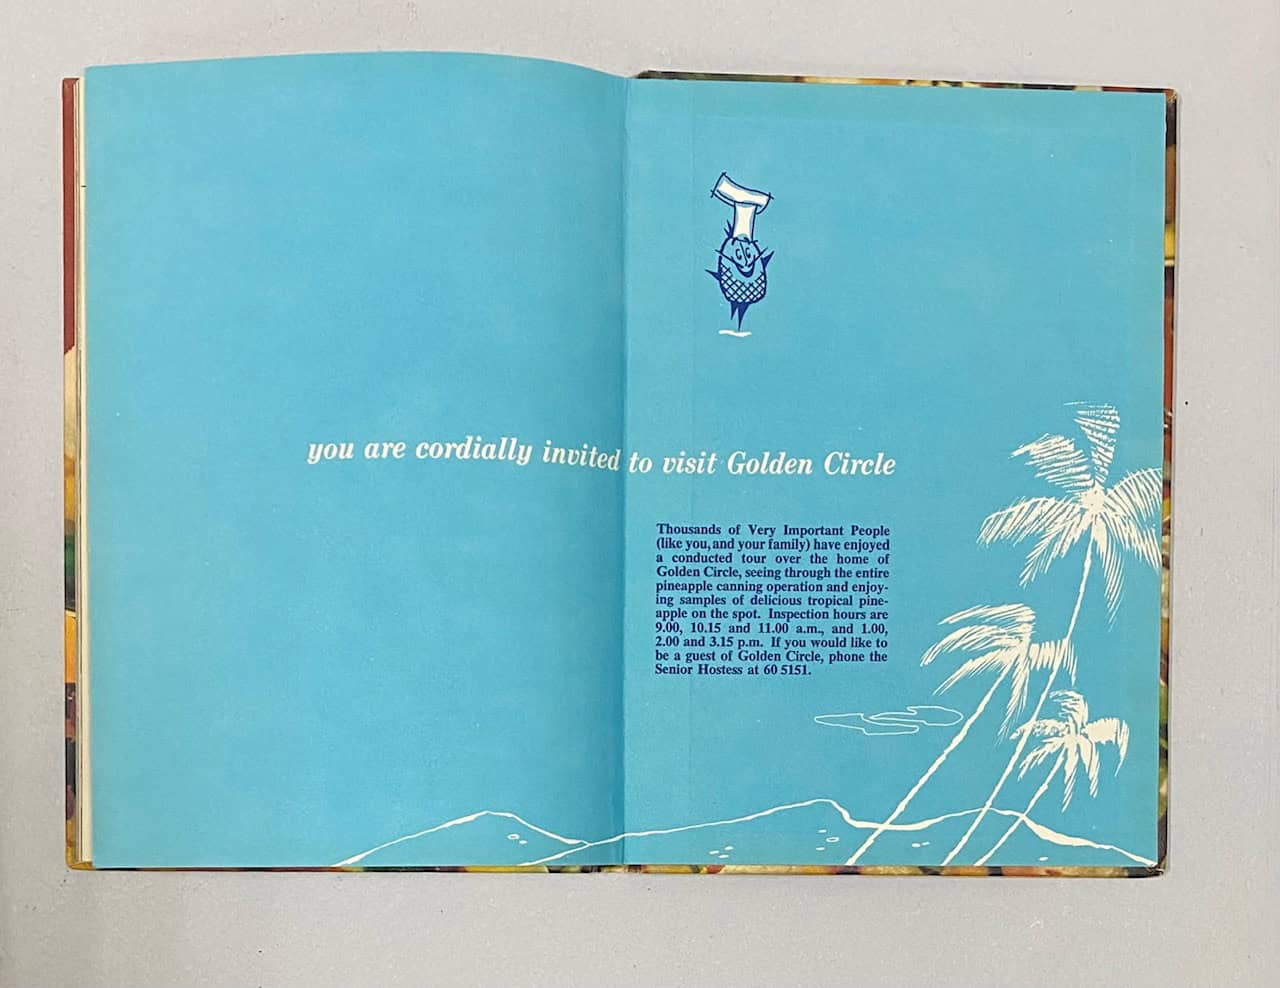 you are cordially invited to visit Golden Circle
Thousands of Very Important People
(like you, and your family) have enjoyed
a conducted tour over the home of
Golden Circle, seeing through the entire
pineapple canning operation and enjoy-
ing samples of delicious tropical pine-
apple on the spot. Inspection hours are
9.00, 10.15 and 11.00 a.m., and 1.00,
2.00 and 3.15 p.m. If you would like to
be a guest of Golden Circle, phone the
Senior Hostess at 60 5151.